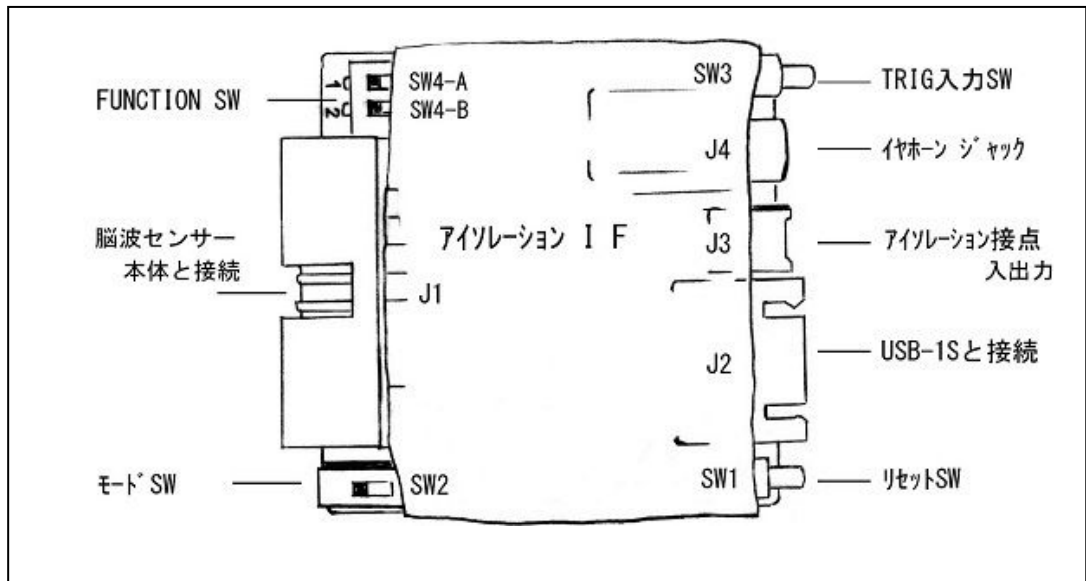 FUNCTION SW
1
2
SW4-A
SW4-B
SW3
TRIG入力SW
J4
イヤホーン ジャック
脳波センサー
本体と接続
アイソレーション IF
J3
アイソレーション接点
入出力
J1
J2
USB-1Sと接続
モードSW
SW2
SW1
リセットSW